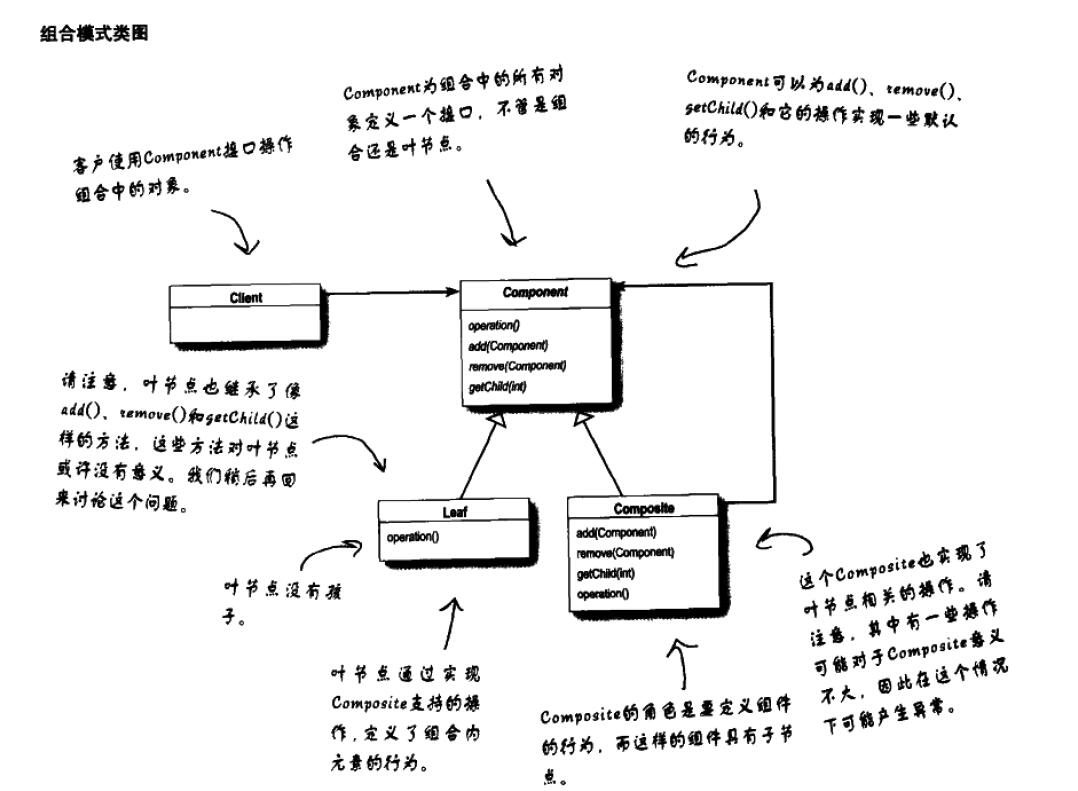 组合模式类图
Component为组合中的所有对
象定义一个接口，不管是组
合还是叶节点。
Component可以为add()、remove()、
getChild()和它的操作实现一些默认
的行为。
客户使用Component接口操作
组合中的对象。
Client
Component
operation()
add(Component)
remove(Component)
getChild(int)
请注意，叶节点也继承了像
add()、remove()和getChild()这
样的方法，这些方法对叶节点
或许没有意义。我们稍后再回
来讨论这个问题。
Leaf
operation()
Composite
add(Component)
remove(Component)
getChild(int)
operation()
叶节点没有孩
子。
这个Composite也实现了
叶节点相关的操作。请
注意，其中有一些操作
可能对于Composite意义
不大，因此在这个情况
下可能产生异常。
叶节点通过实现
Composite支持的操
作,定义了组合内
元素的行为。
Composite的角色是要定义组件
的行为，而这样的组件具有子节
点。